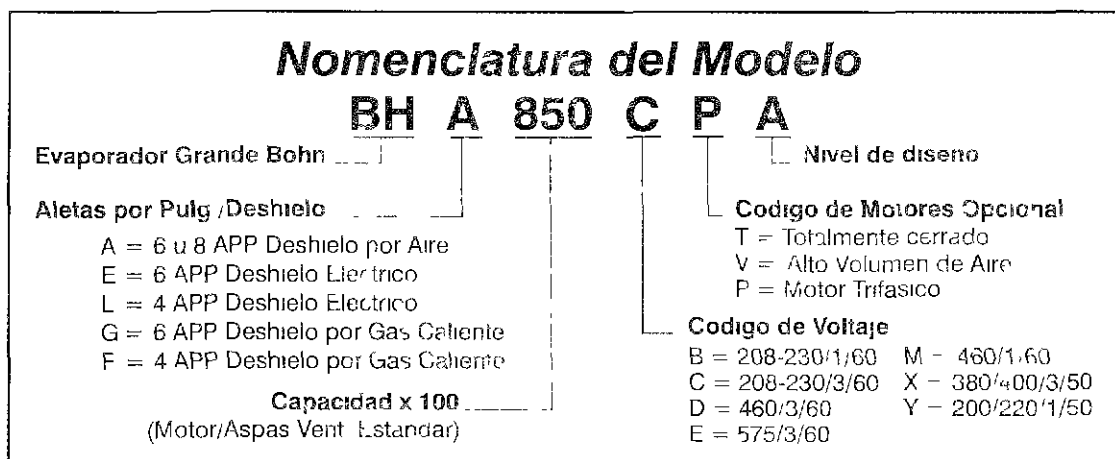 Nomenclatura del Modelo
BH A 850 C P A
Evaporador Grande Bohn
Nivel de diseno
Aletas por Pulg /Deshielo
A = 6 u 8 APP Deshielo por Aire
E = 6 APP Deshielo Electrico
L = 4 APP Deshielo Electrico
G = 6 APP Deshielo por Gas Caliente
F = 4 APP Deshielo por Gas Caliente
Capacidad x 100
(Motor/Aspas Vent Estandar)
Codigo de Motores Opcional
T = Totalmente cerrado
V = Alto Volumen de Aire
P = Motor Trifasico
Codigo de Voltaje
B = 208-230/1/60 M - 460/1/60
C = 208-230/3/60 X - 380/400/3/50
D = 460/3/60 Y - 200/220/1/50
E = 575/3/60